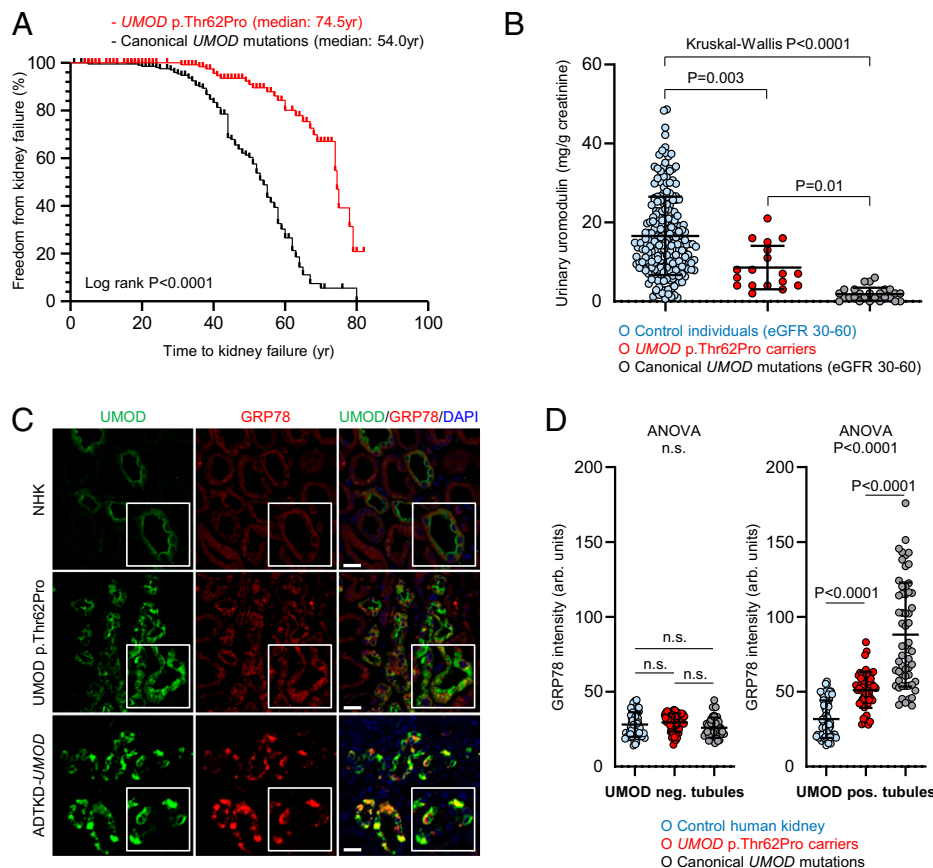 A
- UMOD p.Thr62Pro (median: 74.5yr)
- Canonical UMOD mutations (median: 54.0yr)
Freedom from kidney failure (%)
100
80
60
40
20
0
Log rank P<0.0001
0 20 40 60 80 100
Time to kidney failure (yr)
B
Kruskal-Wallis P<0.0001
P=0.003
P=0.01
Urinary uromodulin (mg/g creatinine)
60
40
20
0
O Control individuals (eGFR 30-60)
O UMOD p.Thr62Pro carriers
O Canonical UMOD mutations (eGFR 30-60)
C
UMOD GRP78 UMOD/GRP78/DAPI
NHK
UMOD p.Thr62Pro
ADTKD-UMOD
D
ANOVA
n.s.
GRP78 intensity (arb. units)
200
150
100
50
0
n.s.
n.s. n.s.
UMOD neg. tubules
ANOVA
P<0.0001
P<0.0001
P<0.0001
GRP78 intensity (arb. units)
200
150
100
50
0
UMOD pos. tubules
O Control human kidney
O UMOD p.Thr62Pro carriers
O Canonical UMOD mutations